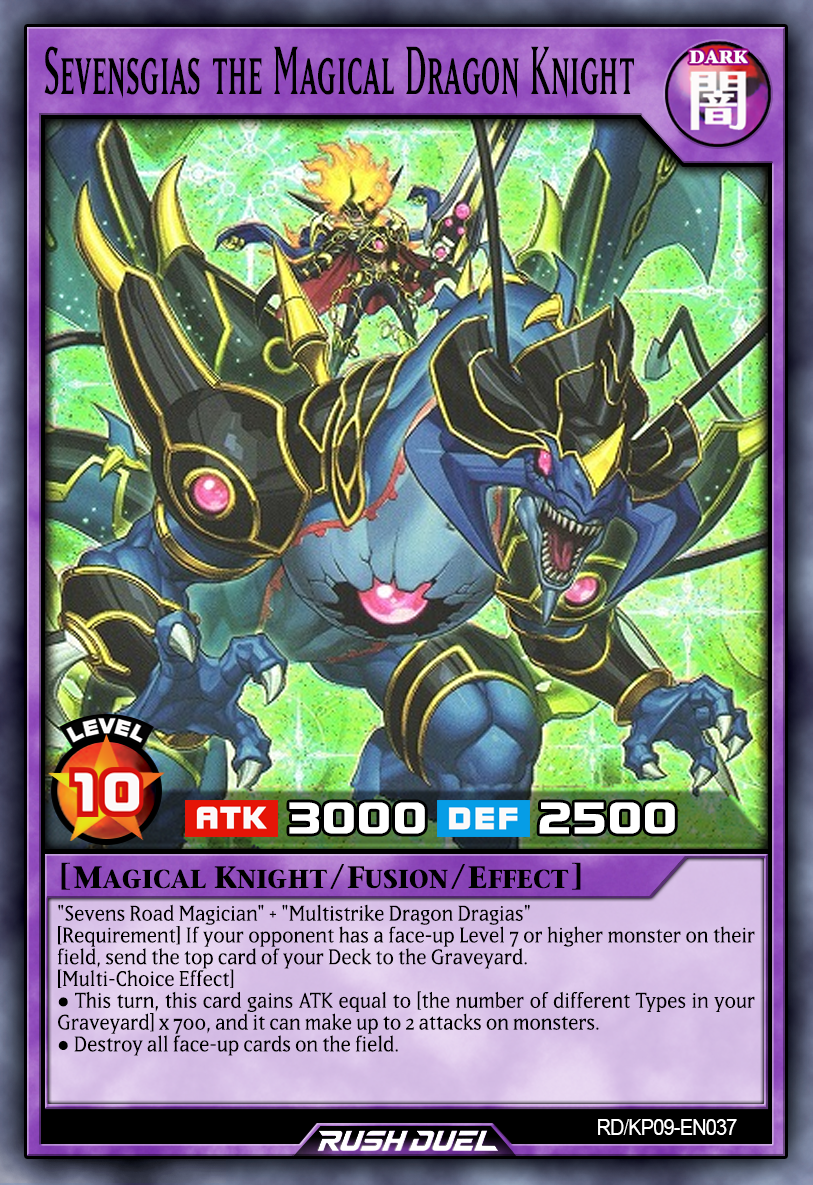 Sevensgias the Magical Dragon Knight
DARK
闇
LEVEL
10
ATK 3000 DEF 2500
[Magical Knight/Fusion/Effect]
"Sevens Road Magician" + "Multistrike Dragon Dragias"
[Requirement] If your opponent has a face-up Level 7 or higher monster on their
field, send the top card of your Deck to the Graveyard.
[Multi-Choice Effect]
● This turn, this card gains ATK equal to [the number of different Types in your
Graveyard] x 700, and it can make up to 2 attacks on monsters.
● Destroy all face-up cards on the field.
RD/KP09-EN037
RUSH DUEL